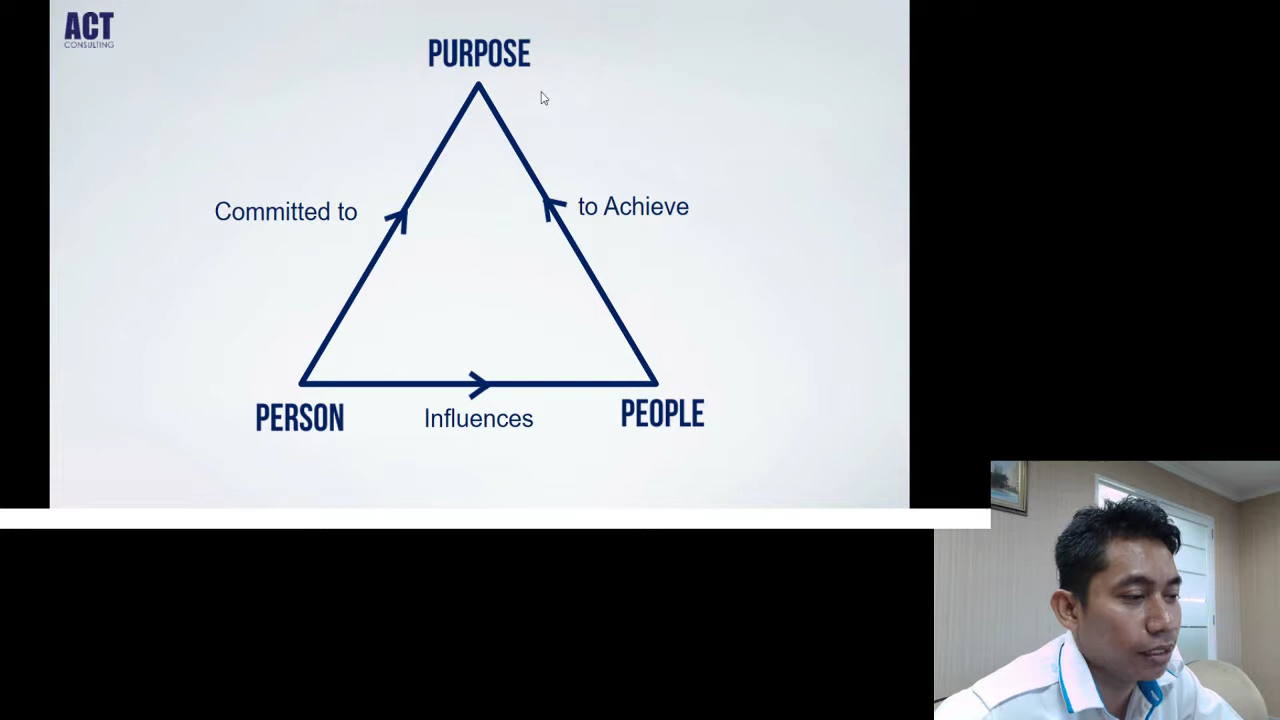 ACT
CONSULTING
PURPOSE
Committed to
to Achieve
PERSON
Influences
PEOPLE